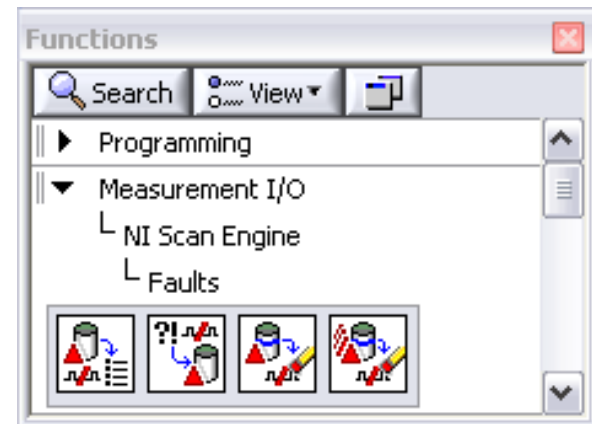 Functions
Search View
Programming
Measurement I/O
NI Scan Engine
Faults
?!